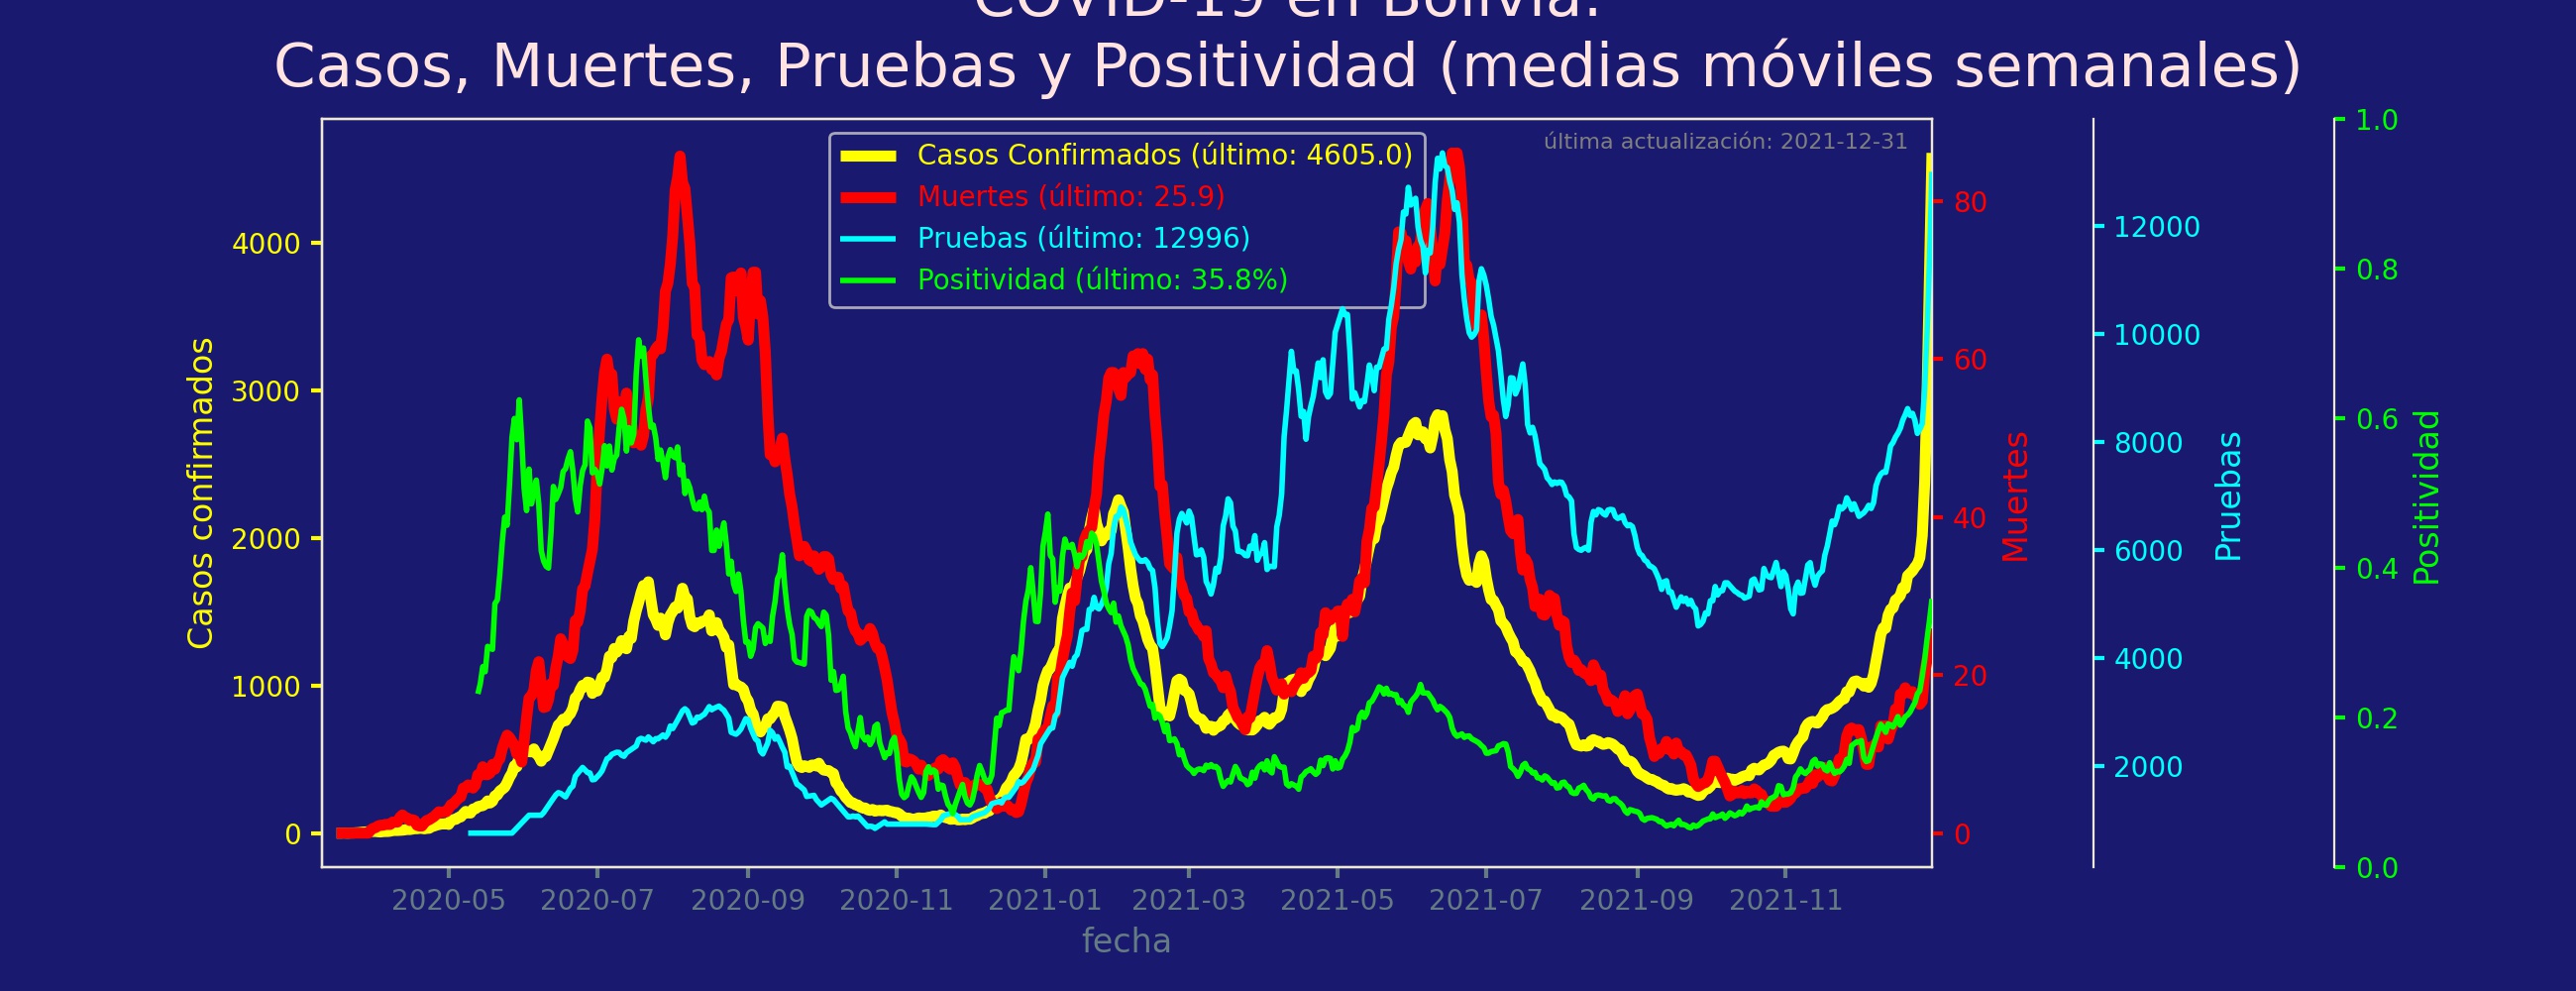 COVID-19 en Bolivia:
Casos, Muertes, Pruebas y Positividad (medias móviles semanales)
última actualización: 2021-12-31
Casos Confirmados (último: 4605.0)
Muertes (último: 25.9)
Pruebas (último: 12996)
Positividad (último: 35.8%)
Casos confirmados
4000
3000
2000
1000
0
80
60
40
20
0
Muertes
12000
10000
8000
6000
4000
2000
Pruebas
1.0
0.8
0.6
0.4
0.2
0.0
Positividad
2020-05 2020-07 2020-09 2020-11 2021-01 2021-03 2021-05 2021-07 2021-09 2021-11
fecha